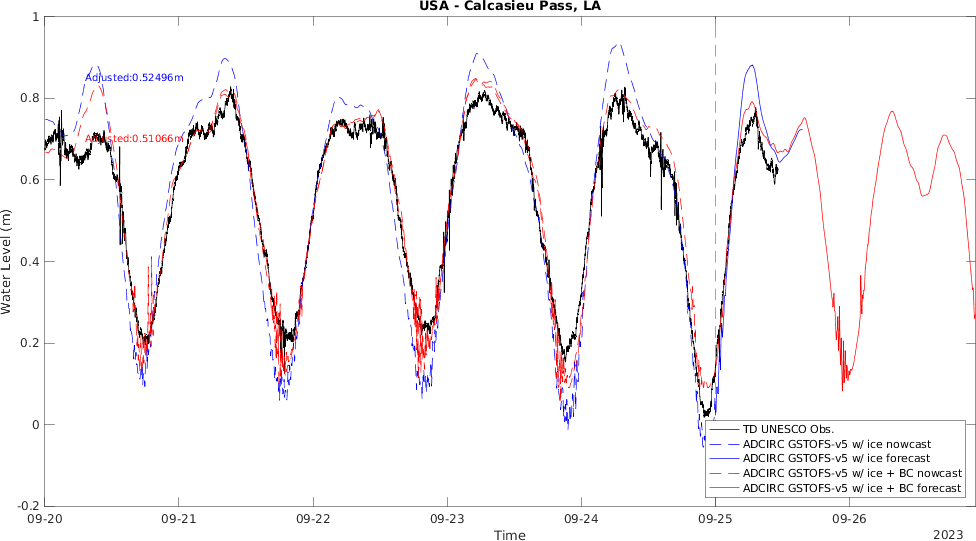 USA - Calcasieu Pass, LA
1
0.8
0.6
0.4
0.2
0
-0.2
Water Level (m)
Adjusted:0.52496m
Adjusted:0.51066m
TD UNESCO Obs.
ADCIRC GSTOFS-v5 w/ ice nowcast
ADCIRC GSTOFS-v5 w/ ice forecast
ADCIRC GSTOFS-v5 w/ ice + BC nowcast
ADCIRC GSTOFS-v5 w/ ice + BC forecast
09-20 09-21 09-22 09-23 09-24 09-25 09-26
Time
2023